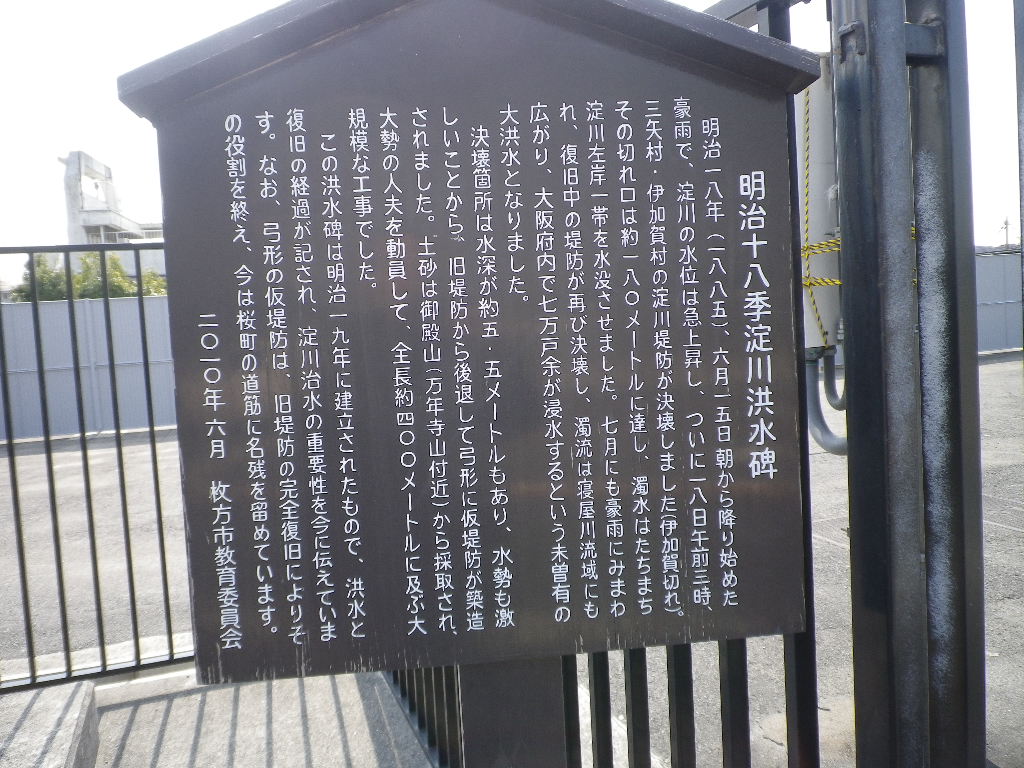 明治十八季淀川洪水碑
明治一八年(一八八五)、六月一五日朝から降り始めた
豪雨で、淀川の水位は急上昇し、ついに一八日午前三時、
三矢村・伊加賀村の淀川堤防が決壊しました(伊加賀切れ)。
その切れ口は約一八〇メートルに達し、濁水はたちまち
淀川左岸一帯を水没させました。七月にも豪雨にみまわ
れ、復旧中の堤防が再び決壊し、濁流は寝屋川流域にも
広がり、大阪府内で七万戸余が浸水するという未曽有の
大洪水となりました。
決壊箇所は水深が約五.五メートルもあり、水勢も激
しいことから、旧堤防から後退して弓形に仮堤防が築造
されました。土砂は御殿山(万年寺山付近)から採取され、
大勢の人夫を動員して、全長約四〇〇メートルに及ぶ大
規模な工事でした。
この洪水碑は明治一九年に建立されたもので、洪水と
復旧の経過が記され、淀川治水の重要性を今に伝えていま
す。なお、弓形の仮堤防は、旧堤防の完全復旧によりそ
の役割を終え、今は桜町の道筋に名残を留めています。
二〇一〇年六月 枚方市教育委員会